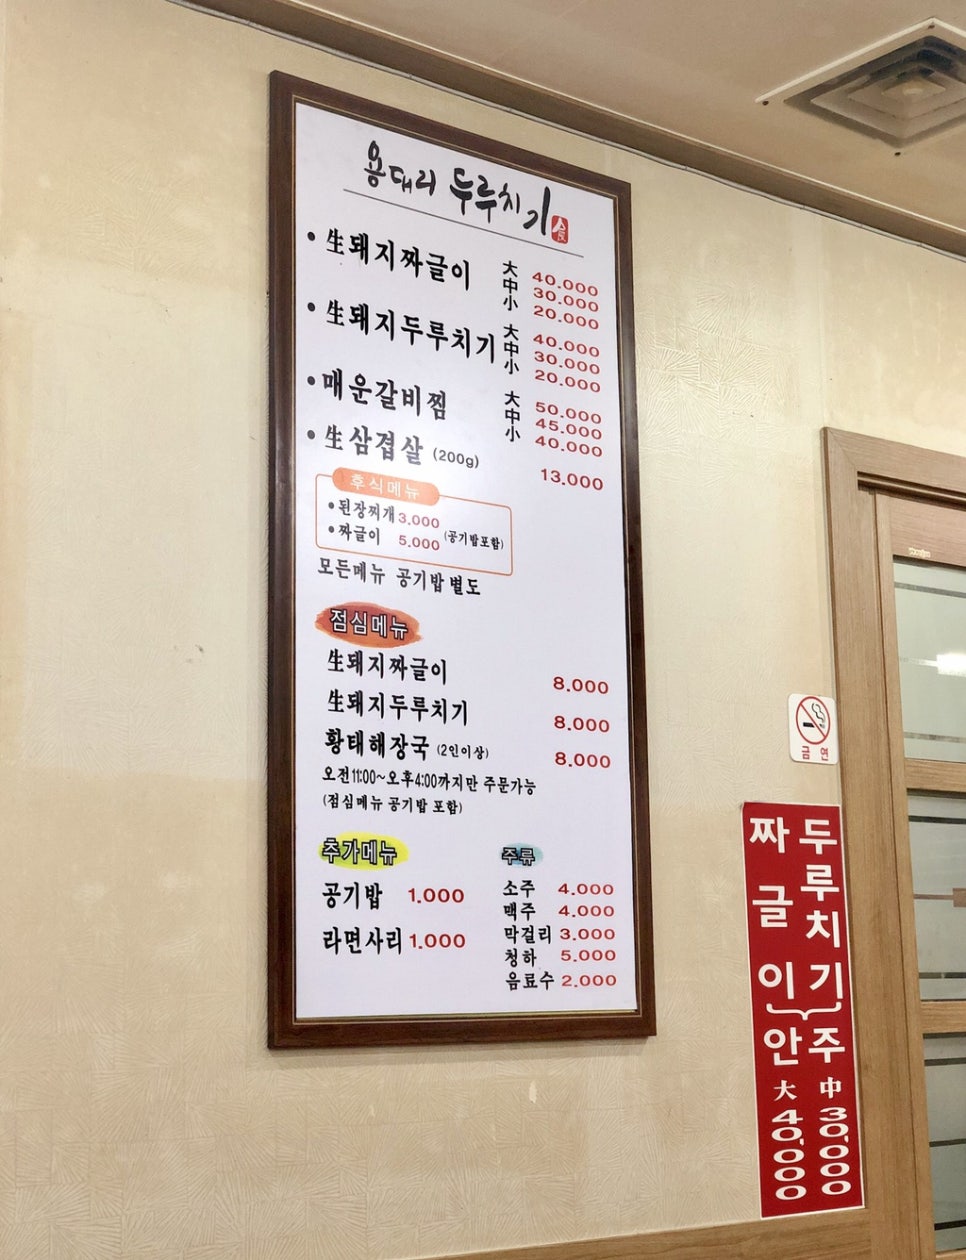 용대리 두루치기
• 生돼지짜글이 大 40.000
中 30.000
小 20.000
• 生돼지두루치기 大 40.000
中 30.000
小 20.000
• 매운갈비찜 大 50.000
中 45.000
小 40.000
• 生삼겹살 (200g) 13.000
후식메뉴
• 된장찌개 3.000
• 짜글이 5.000 (공기밥포함)
모든메뉴 공기밥 별도
점심메뉴
生돼지짜글이 8.000
生돼지두루치기 8.000
황태해장국 (2인이상) 8.000
오전11:00~오후4:00까지만 주문가능
(점심메뉴 공기밥 포함)
추가메뉴
공기밥 1.000
라면사리 1.000
주류
소주 4.000
맥주 4.000
막걸리 3.000
청하 5.000
음료수 2.000
금연
두루치기
짜글이
안주
中 30,000
大 40,000